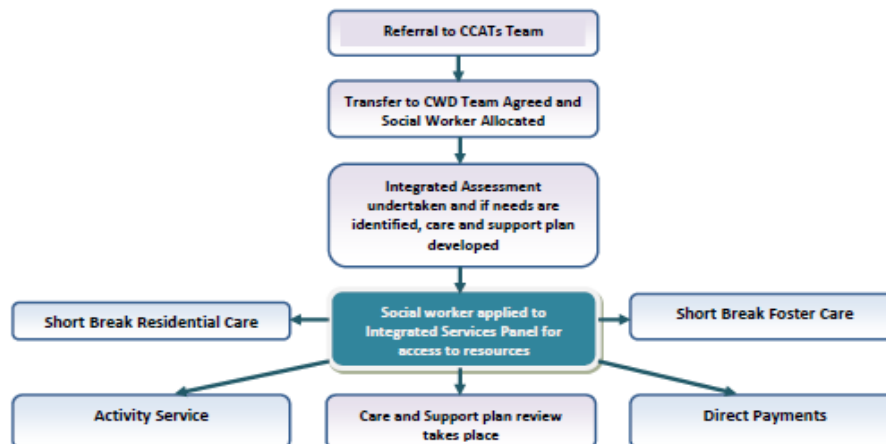 Referral to CCATs Team
Transfer to CWD Team Agreed and
Social Worker Allocated
Integrated Assessment
undertaken and if needs are
identified, care and support plan
developed
Short Break Residential Care
Social worker applied to
Integrated Services Panel for
access to resources
Short Break Foster Care
Activity Service
Care and Support plan review
takes place
Direct Payments